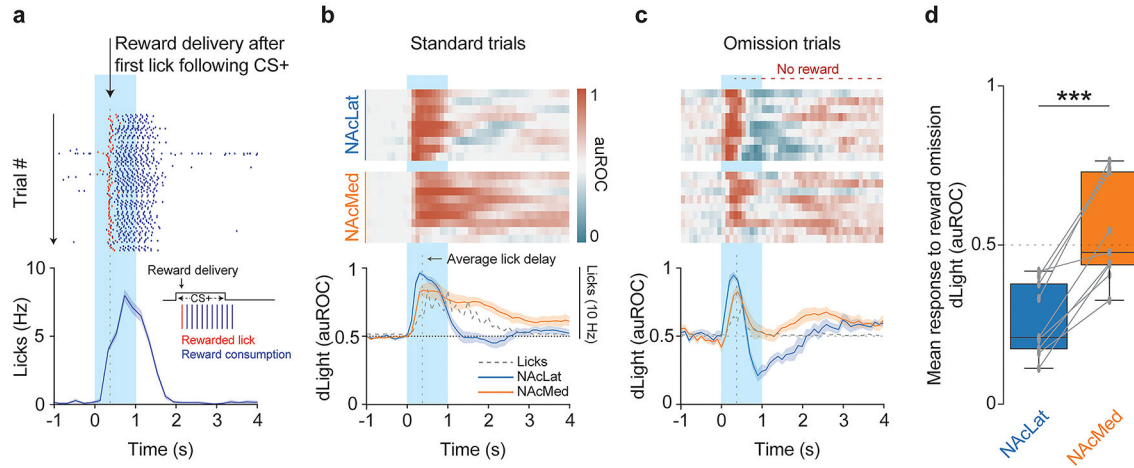 a
Reward delivery after
first lick following CS+
Trial #
10
5
0
Licks (Hz)
Reward delivery
CS+
Rewarded lick
Reward consumption
-1 0 1 2 3 4
Time (s)
b
Standard trials
NAcLat
NAcMed
1
auROC
0
Average lick delay
1
0.5
0
dLight (auROC)
Licks (10 Hz)
Licks
NAcLat
NAcMed
-1 0 1 2 3 4
Time (s)
c
Omission trials
No reward
1
0.5
0
dLight (auROC)
-1 0 1 2 3 4
Time (s)
d
***
1
0.5
0
Mean response to reward omission
dLight (auROC)
NAcLat
NAcMed